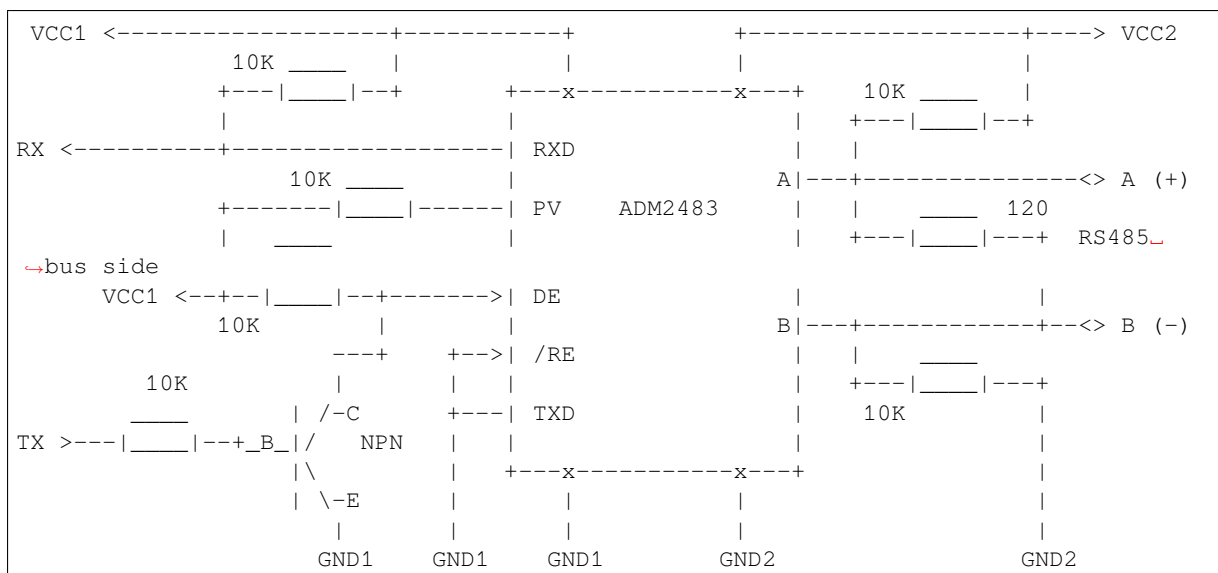 VCC1 <--------------------+------------+           +--------------------+----> VCC2
10K ____     |            |           |                    |
+---|____|--+       +---x------------x---+    10K ____     |
|                   |                    |   +---|____|--+
RX <----------+-------------------| RXD                |   |
10K ____          |                   A|---+---------------<> A (+)
+-------|____|------| PV     ADM2483     |   |    ____   120
|   ____            |                    |   +---|____|---+  RS485␣
↪bus side
VCC1 <--+--|____|--+------->| DE                 |                |
10K        |        |                   B|---+------------+--<> B (-)
---+    +-->| /RE                |   |    ____
10K          |       |   |                    |   +---|____|---+
____       | /-C     +---| TXD                |    10K         |
TX >---|____|--+_B_|/   NPN   |   |                    |                |
|\         |   +---x------------x---+                |
| \-E      |       |            |                   |
|       |       |            |                   |
GND1    GND1    GND1        GND2                GND2